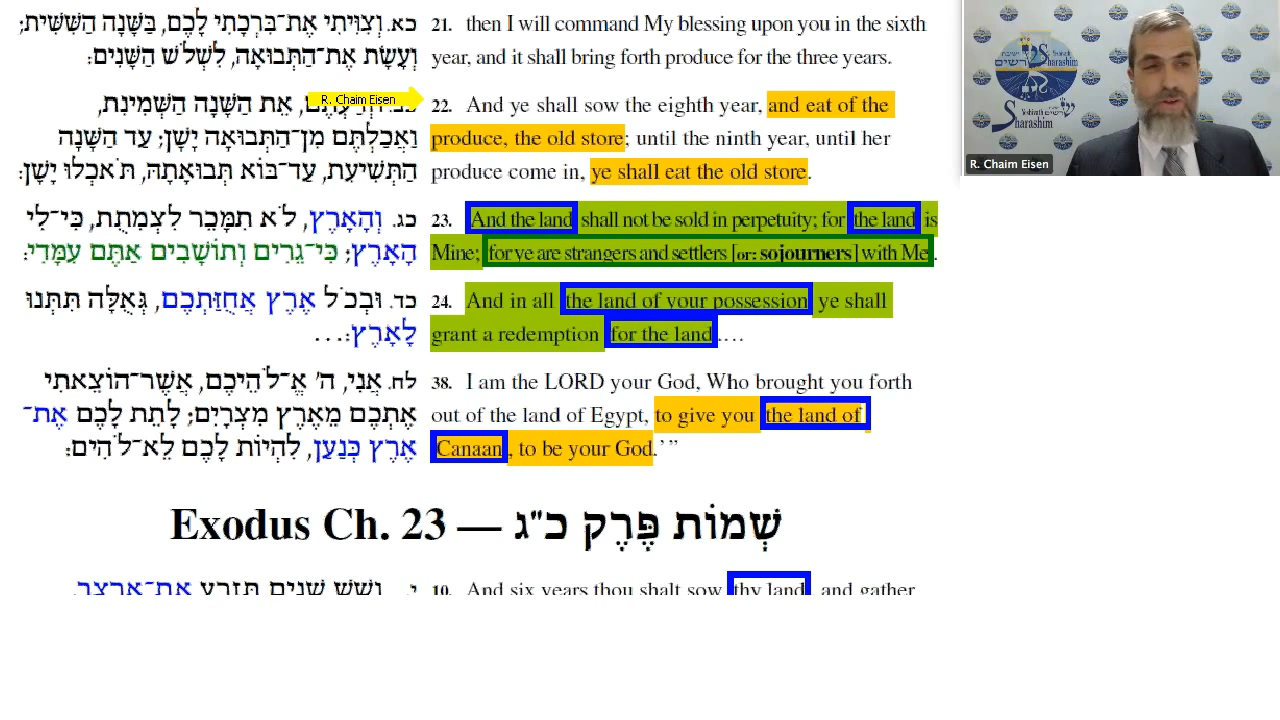 כא. וְצִוִּיתִי אֶת־בִּרְכָתִי לָכֶם, בַּשָּׁנָה הַשִּׁשִּׁית;
וְעָשָׂת אֶת־הַתְּבוּאָה, לִשְׁלֹשׁ הַשָּׁנִים:
21. then I will command My blessing upon you in the sixth
year, and it shall bring forth produce for the three years.
R. Chaim Eisen
אֵת הַשָּׁנָה הַשְּׁמִינִת,
וַאֲכַלְתֶּם מִן־הַתְּבוּאָה יָשָׁן; עַד הַשָּׁנָה
הַתְּשִׁיעִת, עַד־בּוֹא תְּבוּאָתָהּ, תֹּאכְלוּ יָשָׁן:
22. And ye shall sow the eighth year, and eat of the
produce, the old store; until the ninth year, until her
produce come in, ye shall eat the old store.
כג. וְהָאָרֶץ, לֹא תִמָּכֵר לִצְמִתֻת, כִּי־לִי
הָאָרֶץ; כִּי־גֵרִים וְתוֹשָׁבִים אַתֶּם עִמָּדִי:
23. And the land shall not be sold in perpetuity; for the land is
Mine; for ye are strangers and settlers [or: sojourners] with Me.
כד. וּבְכֹל אֶרֶץ אֲחֻזַּתְכֶם, גְּאֻלָּה תִּתְּנוּ
לָאָרֶץ:...
24. And in all the land of your possession ye shall
grant a redemption for the land....
לח. אֲנִי, ה' אֱ־לֹהֵיכֶם, אֲשֶׁר־הוֹצֵאתִי
אֶתְכֶם מֵאֶרֶץ מִצְרָיִם; לָתֵת לָכֶם אֶת־
אֶרֶץ כְּנַעַן, לִהְיוֹת לָכֶם לֵא־לֹהִים:
38. I am the LORD your God, Who brought you forth
out of the land of Egypt, to give you the land of
Canaan, to be your God.’”
Exodus Ch. 23 — שְׁמוֹת פֶּרֶק כ"ג
י. וְשֵׁשׁ שָׁנִים תִּזְרַע אֶת־אַרְצֶךָ,
10. And six years thou shalt sow thy land, and gather
Yeshivath
Sharashim
R. Chaim Eisen